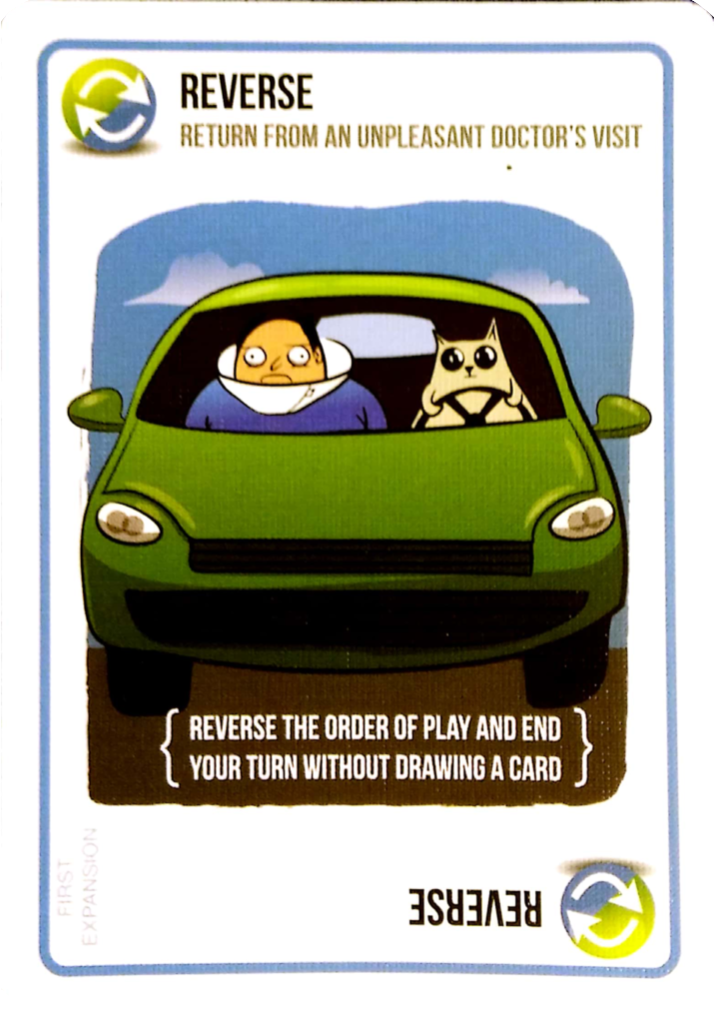 REVERSE
RETURN FROM AN UNPLEASANT DOCTOR'S VISIT
REVERSE THE ORDER OF PLAY AND END
YOUR TURN WITHOUT DRAWING A CARD
FIRST
EXPANSION
REVERSE